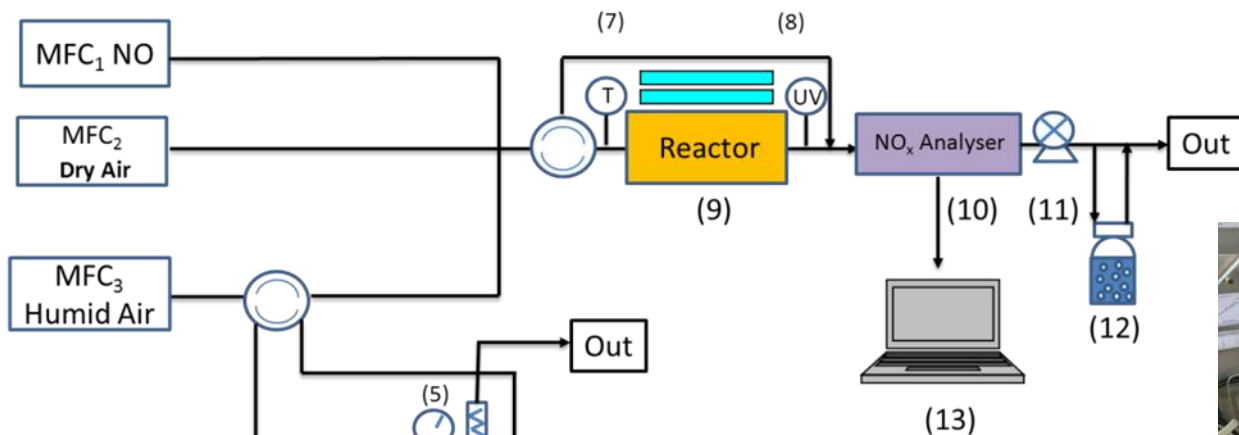 (7)
(8)
MFC₁ NO
MFC₂
Dry Air
T
UV
Reactor
NOₓ Analyser
Out
(9)
(10)
(11)
MFC₃
Humid Air
(12)
Out
(5)
(13)